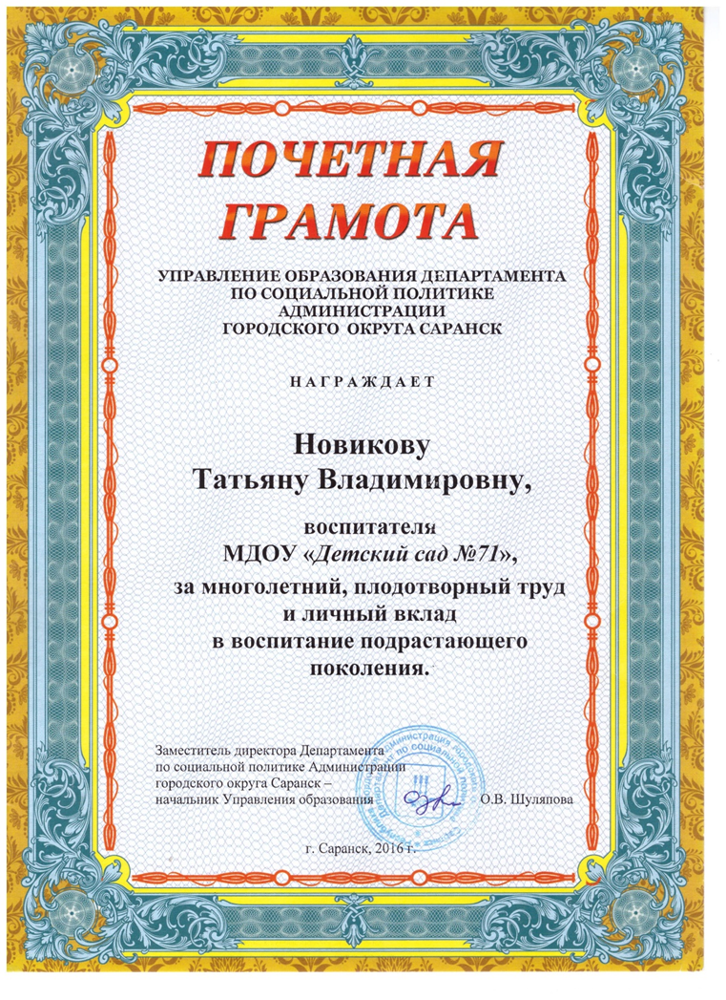 ПОЧЕТНАЯ
ГРАМОТА
УПРАВЛЕНИЕ ОБРАЗОВАНИЯ ДЕПАРТАМЕНТА
ПО СОЦИАЛЬНОЙ ПОЛИТИКЕ
АДМИНИСТРАЦИИ
ГОРОДСКОГО ОКРУГА САРАНСК
НАГРАЖДАЕТ
Новикову
Татьяну Владимировну,
воспитателя
МДОУ «Детский сад №71»,
за многолетний, плодотворный труд
и личный вклад
в воспитание подрастающего
поколения.
Заместитель директора Департамента
по социальной политике Администрации
городского округа Саранск –
начальник Управления образования О.В. Шуляпова
г. Саранск, 2016 г.